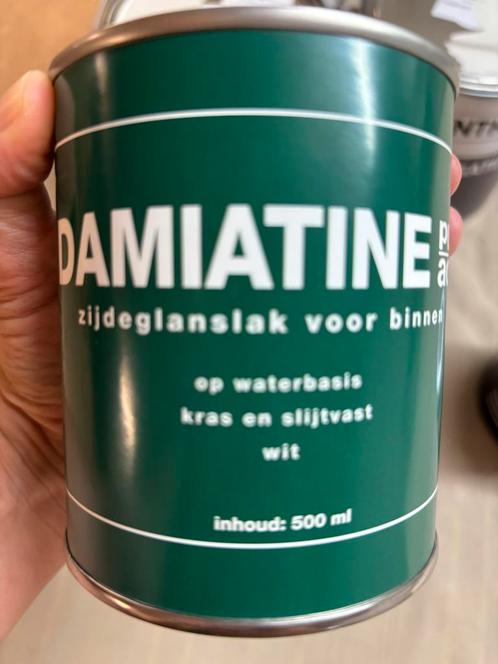 DAMIATINE
zijdeglanslak voor binnen
op waterbasis
kras en slijtvast
wit
inhoud: 500 ml